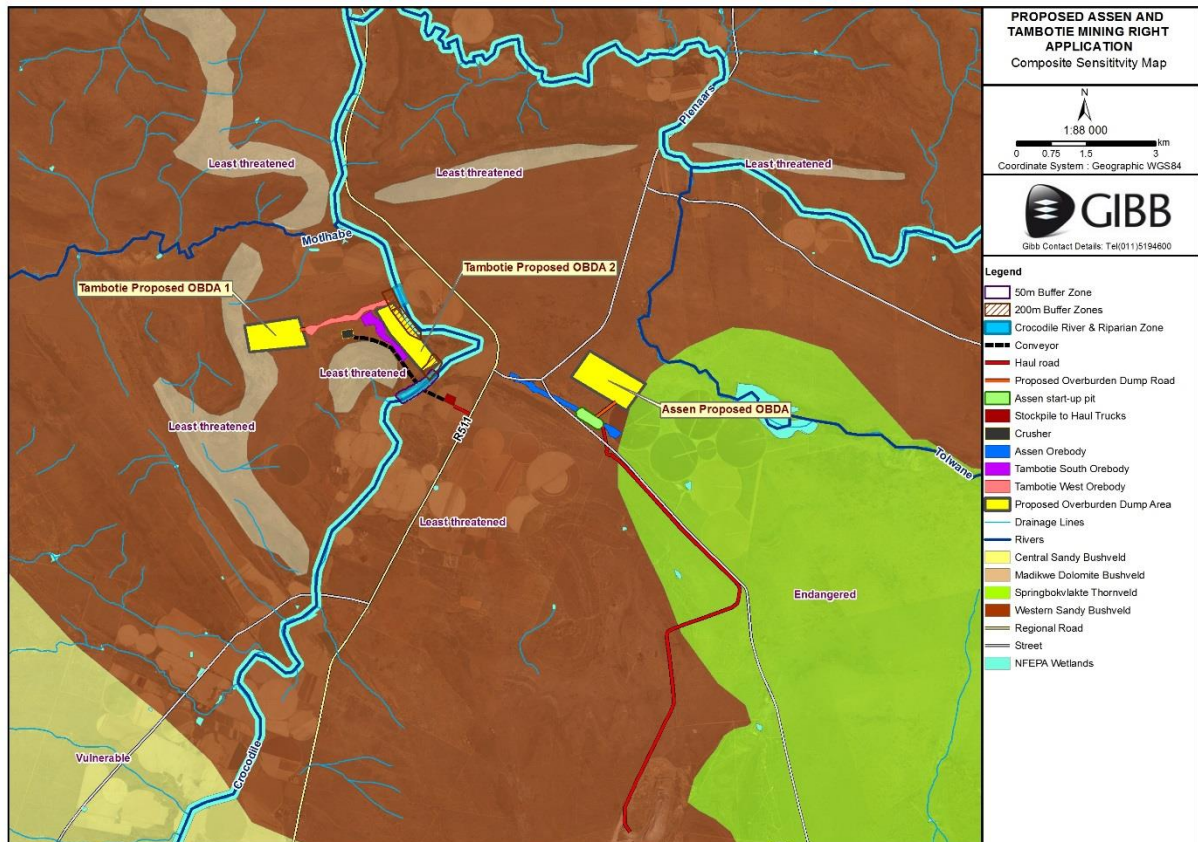 PROPOSED ASSEN AND
TAMBOTIE MINING RIGHT
APPLICATION
Composite Sensititvity Map
N
1:88 000
0 0.75 1.5 3
km
Coordinate System : Geographic WGS84
GIBB
Gibb Contact Details: Tel(011)5194600
Legend
50m Buffer Zone
200m Buffer Zones
Crocodile River & Riparian Zone
Conveyor
Haul road
Proposed Overburden Dump Road
Assen start-up pit
Stockpile to Haul Trucks
Crusher
Assen Orebody
Tambotie South Orebody
Tambotie West Orebody
Proposed Overburden Dump Area
Drainage Lines
Rivers
Central Sandy Bushveld
Madikwe Dolomite Bushveld
Springbokvlakte Thornveld
Western Sandy Bushveld
Regional Road
Street
NFEPA Wetlands
Pienaars
Least threatened
Least threatened
Least threatened
Motlhabe
Tambotie Proposed OBDA 2
Tambotie Proposed OBDA 1
Least threatened
Assen Proposed OBDA
Least threatened
R511
Tolwane
Least threatened
Endangered
Vulnerable
Crocodile